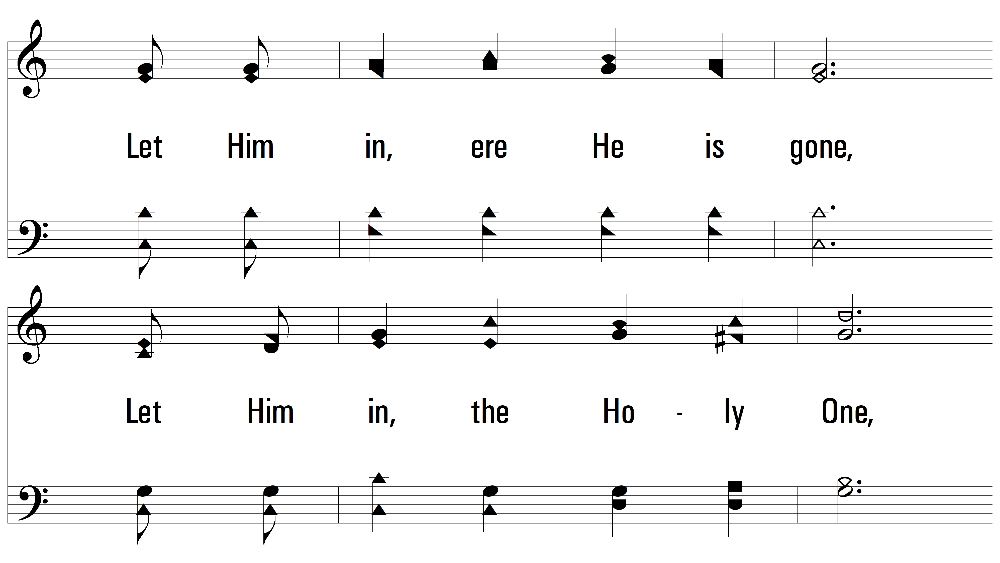 Let Him in, ere He is gone,
Let Him in, the Ho - ly One,